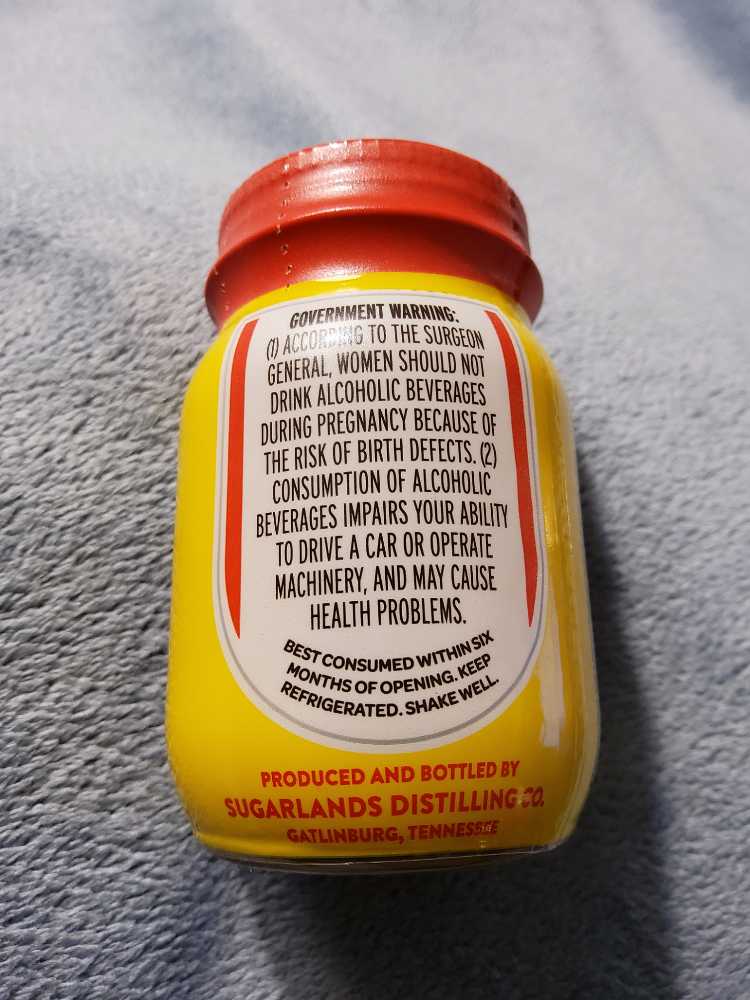 GOVERNMENT WARNING:
(1) ACCORDING TO THE SURGEON
GENERAL, WOMEN SHOULD NOT
DRINK ALCOHOLIC BEVERAGES
DURING PREGNANCY BECAUSE OF
THE RISK OF BIRTH DEFECTS. (2)
CONSUMPTION OF ALCOHOLIC
BEVERAGES IMPAIRS YOUR ABILITY
TO DRIVE A CAR OR OPERATE
MACHINERY, AND MAY CAUSE
HEALTH PROBLEMS.
BEST CONSUMED WITHIN SIX
MONTHS OF OPENING. KEEP
REFRIGERATED. SHAKE WELL.
PRODUCED AND BOTTLED BY
SUGARLANDS DISTILLING CO.
GATLINBURG, TENNESSEE